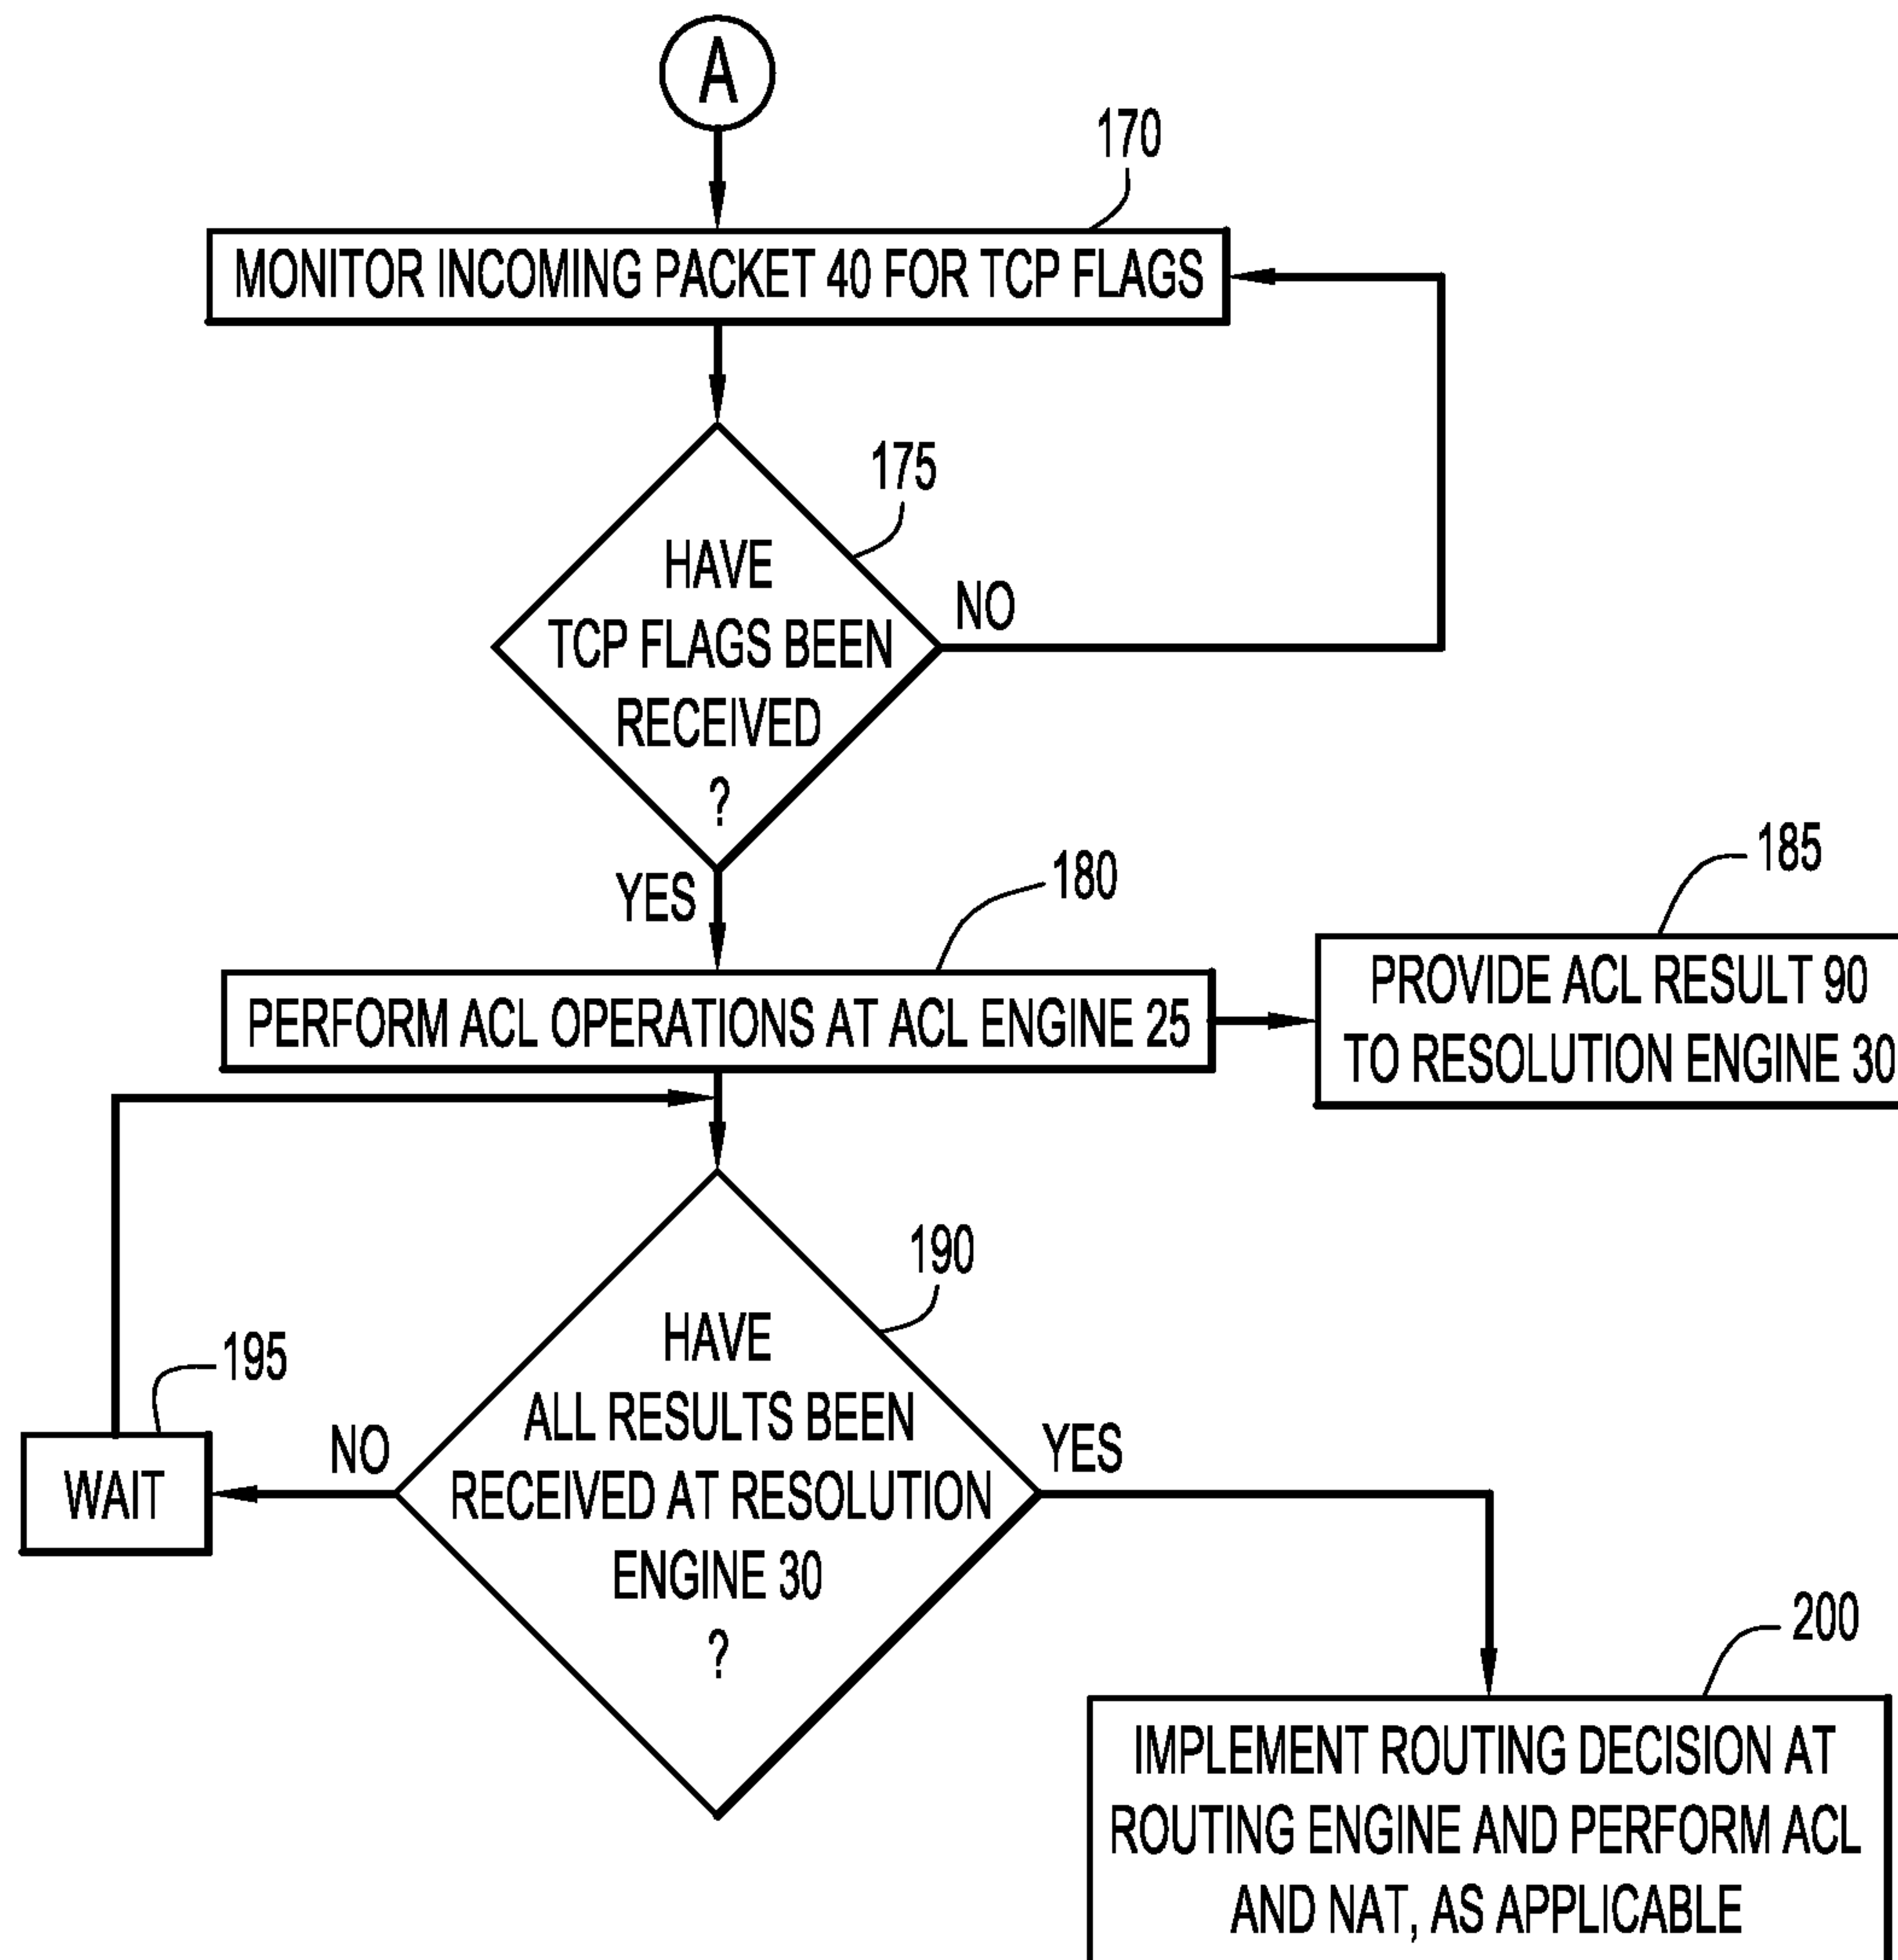 A
170
MONITOR INCOMING PACKET 40 FOR TCP FLAGS
175
HAVE
TCP FLAGS BEEN
RECEIVED
?
NO
YES
180
PERFORM ACL OPERATIONS AT ACL ENGINE 25
185
PROVIDE ACL RESULT 90
TO RESOLUTION ENGINE 30
190
HAVE
ALL RESULTS BEEN
RECEIVED AT RESOLUTION
ENGINE 30
?
NO
195
WAIT
YES
200
IMPLEMENT ROUTING DECISION AT
ROUTING ENGINE AND PERFORM ACL
AND NAT, AS APPLICABLE